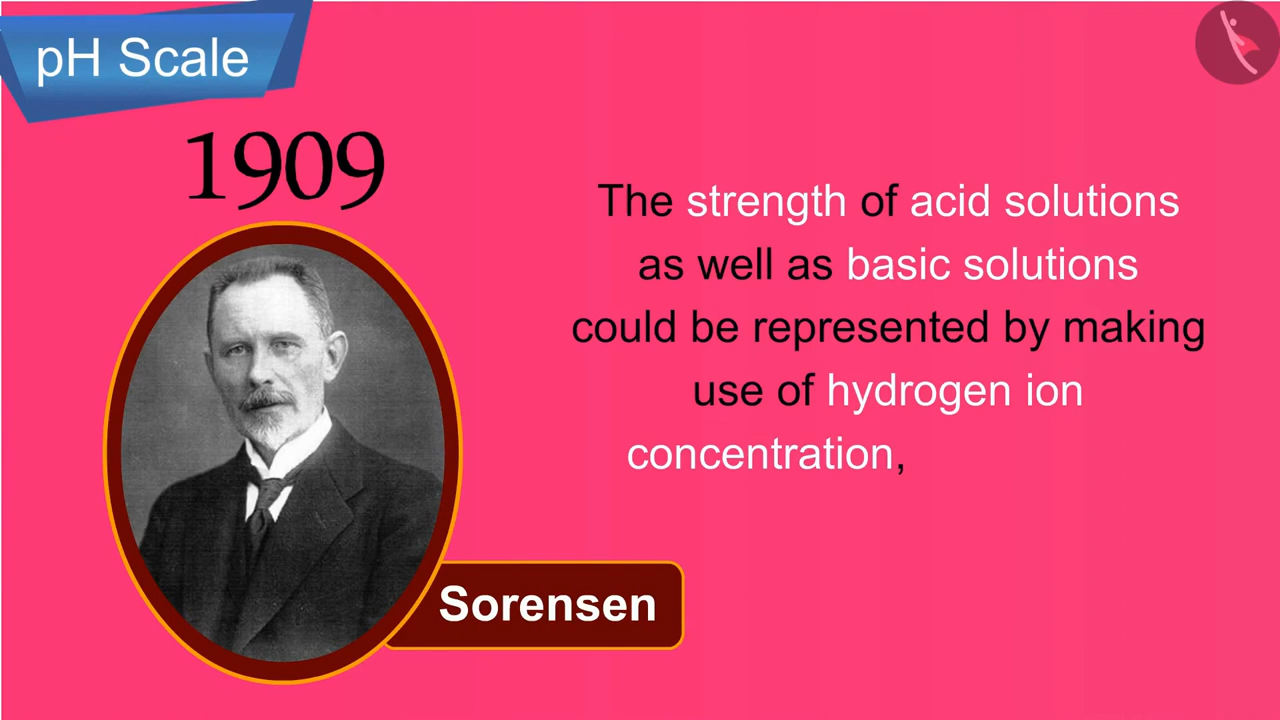 pH Scale
1909
The strength of acid solutions
as well as basic solutions
could be represented by making
use of hydrogen ion
concentration,
Sorensen